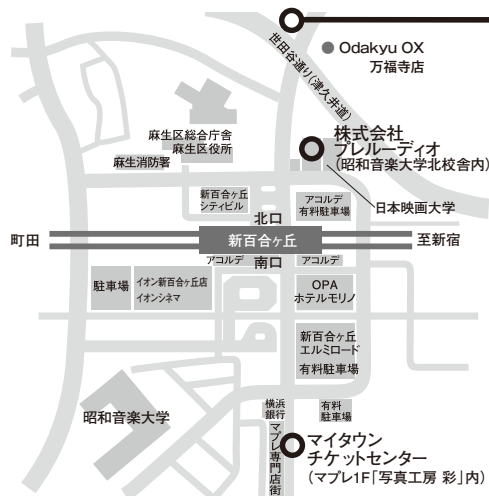 Odakyu OX
万福寺店
世田谷通り(津久井道)
株式会社
プレルーディオ
(昭和音楽大学北校舎内)
麻生区総合庁舎
麻生区役所
麻生消防署
新百合ヶ丘
シティビル
アコルデ
有料駐車場
日本映画大学
北口
町田
新百合ヶ丘
至新宿
アコルデ
南口
アコルデ
駐車場
イオン新百合ヶ丘店
イオンシネマ
OPA
ホテルモリノ
新百合ヶ丘
エルミロード
有料駐車場
昭和音楽大学
横浜
銀行
有料
駐車場
マプレ専門店街
マイタウン
チケットセンター
(マプレ1F「写真工房 彩」内)